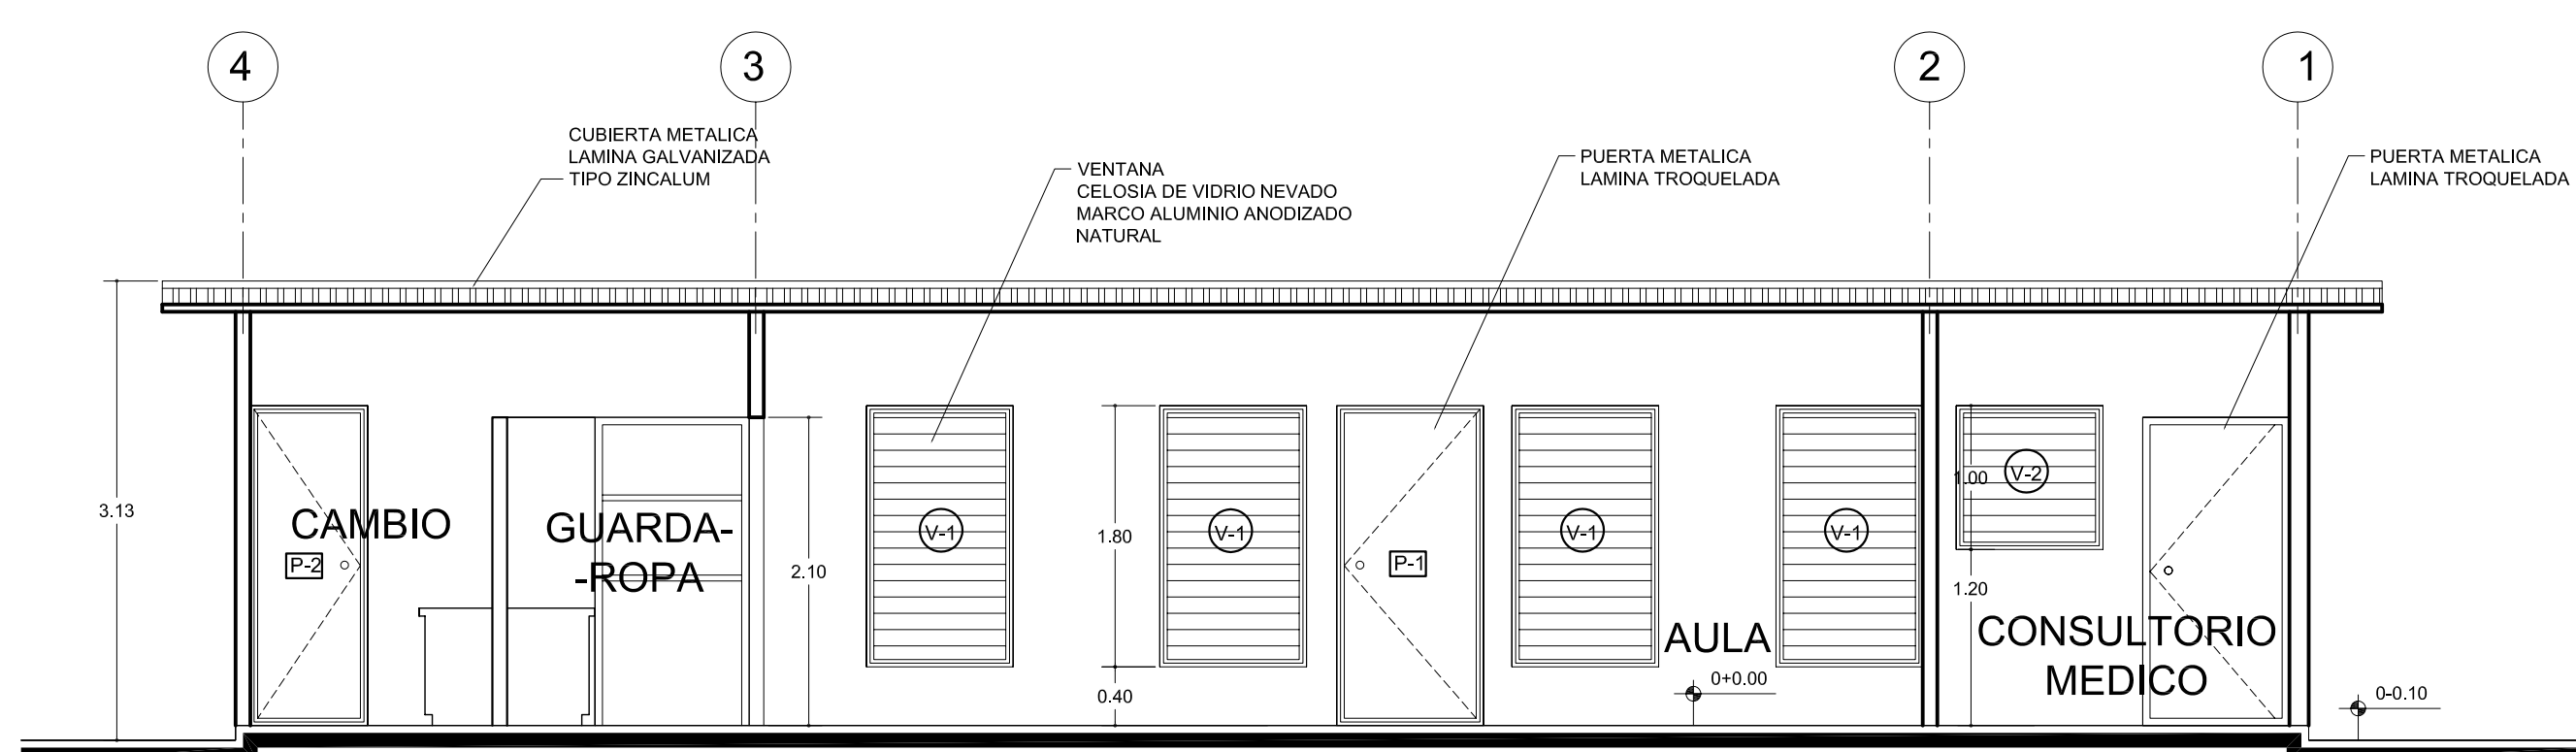 4
3
2
1
CUBIERTA METALICA
LAMINA GALVANIZADA
TIPO ZINCALUM
VENTANA
CELOSIA DE VIDRIO NEVADO
MARCO ALUMINIO ANODIZADO
NATURAL
PUERTA METALICA
LAMINA TROQUELADA
PUERTA METALICA
LAMINA TROQUELADA
3.13
CAMBIO
P-2
GUARDA-
-ROPA
2.10
V-1
1.80
0.40
V-1
P-1
V-1
AULA
0+0.00
V-1
1.00
V-2
1.20
CONSULTORIO
MEDICO
0-0.10